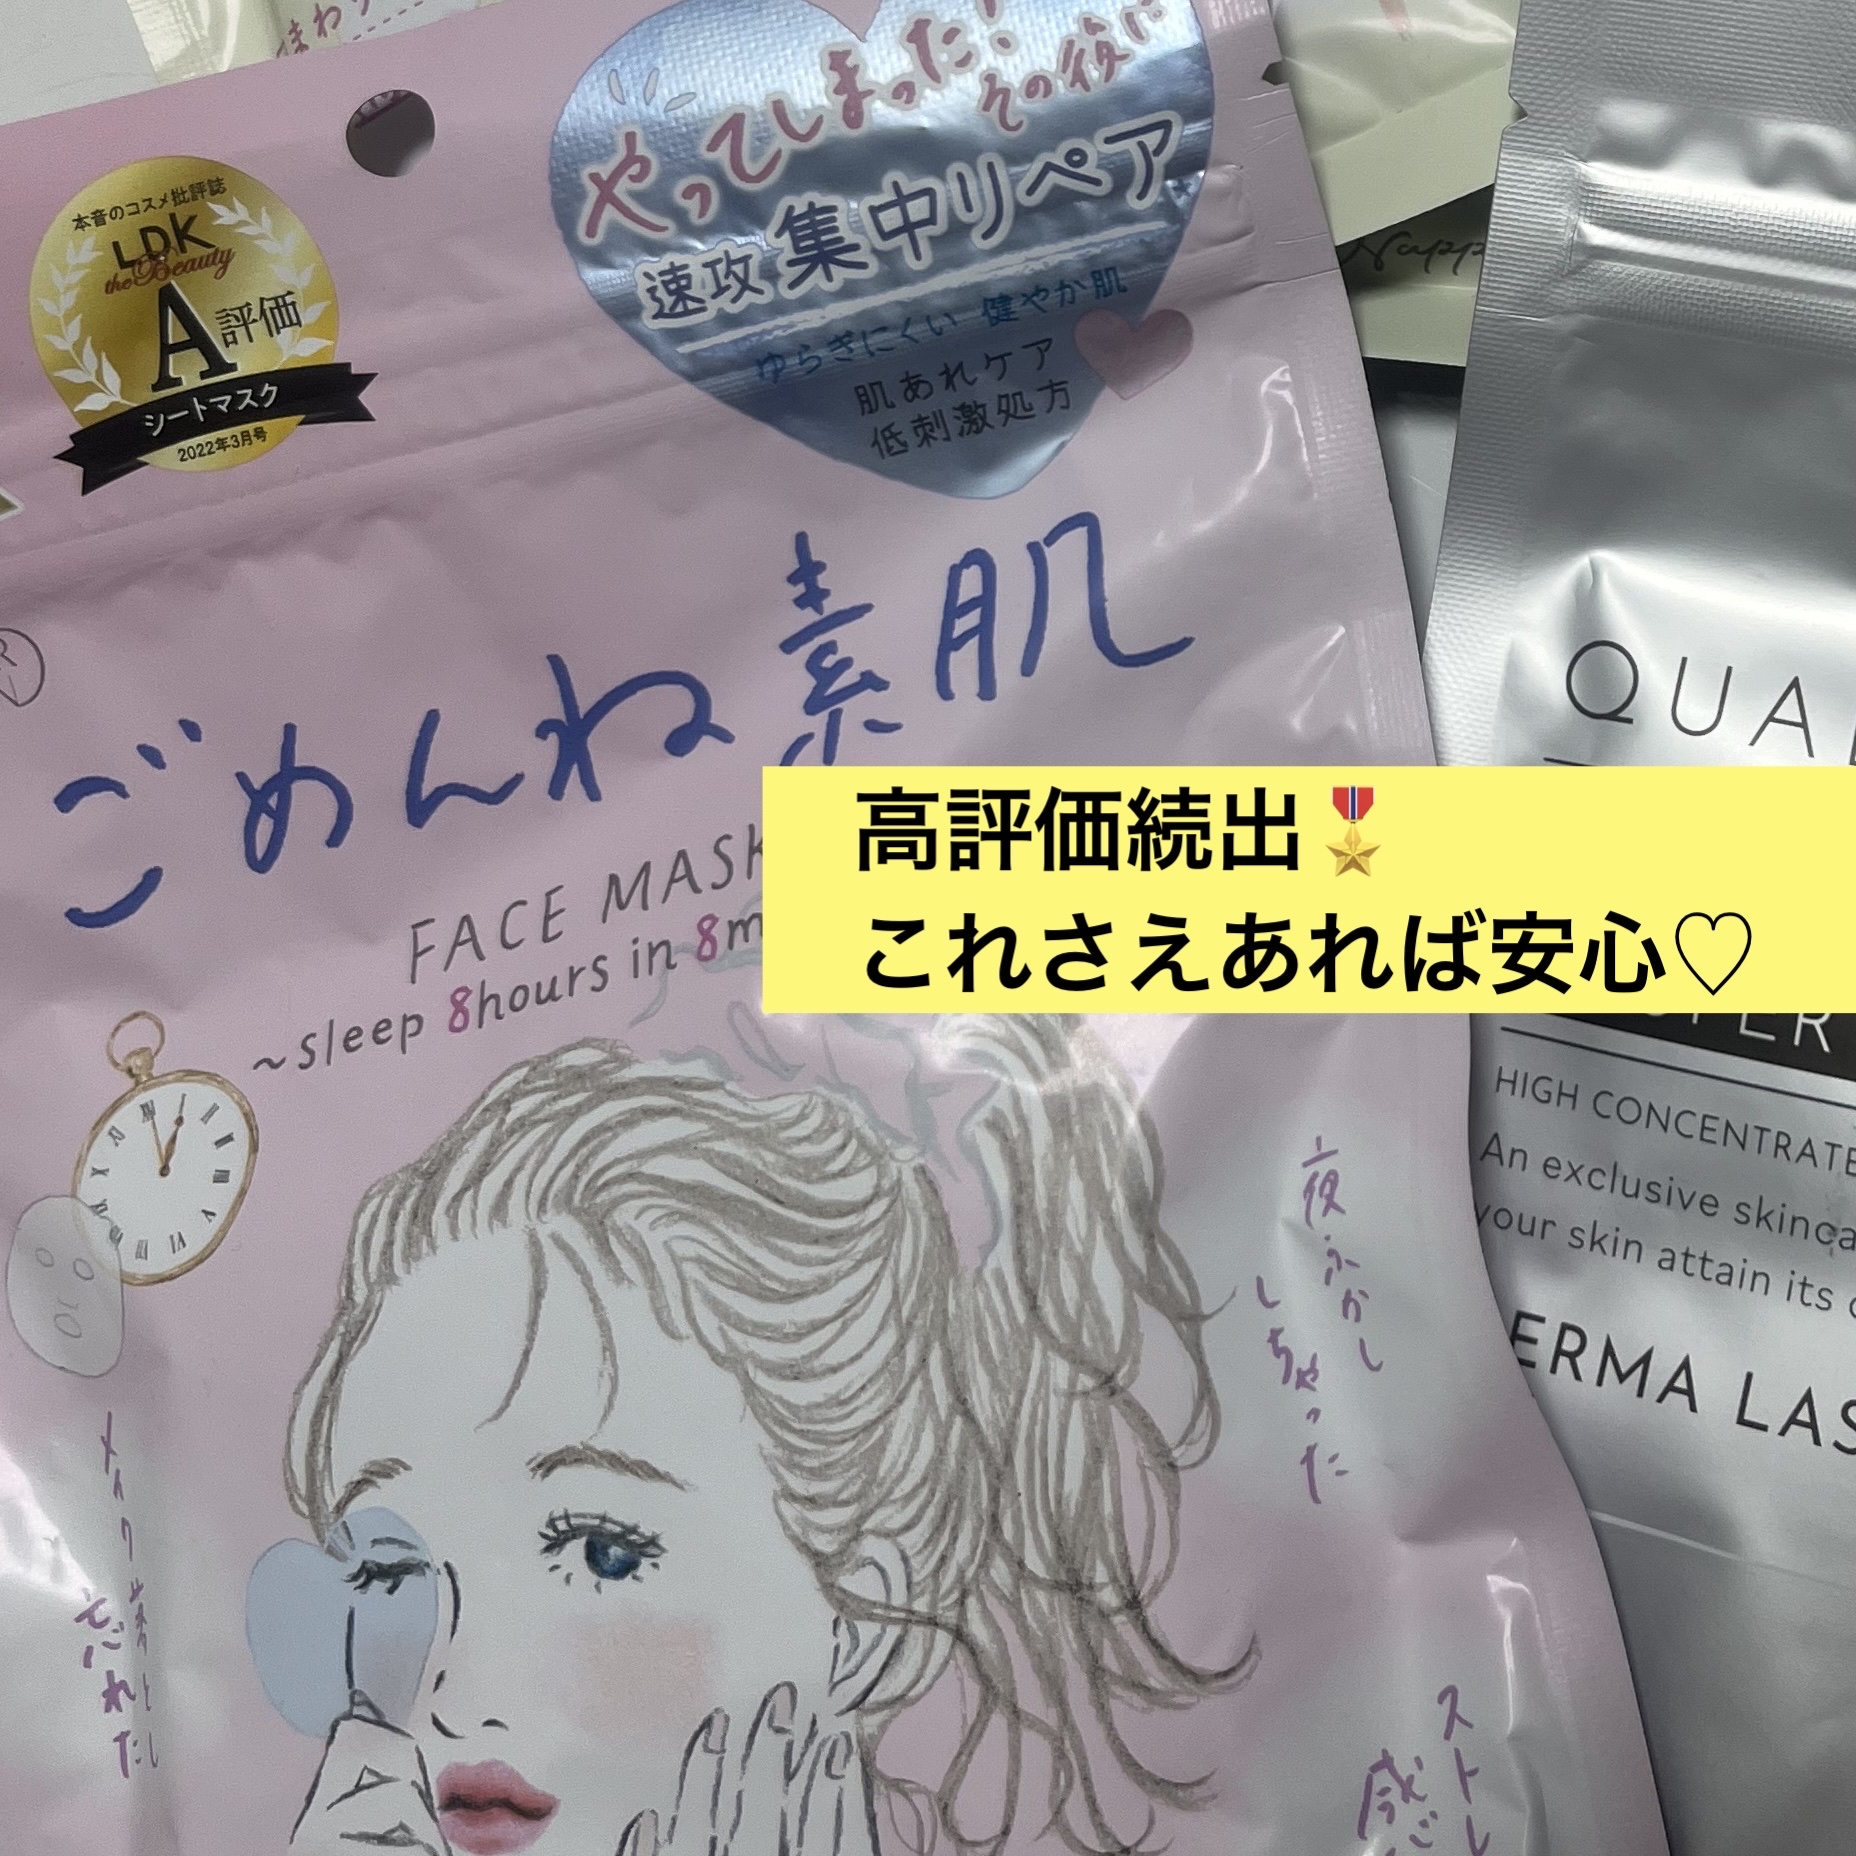 やってしまった!
その後に
速攻 集中リペア
ゆらぎにくい 健やか肌
肌あれケア
低刺激処方
本音のコスメ批評誌
LDK
the Beauty
A評価
シートマスク
2022年3月号
ごめんね素肌
FACE MASK
~sleep 8hours in 8m
高評価続出🎖️
これさえあれば安心♡
夜ふかし
しちゃった
メイク落とし
忘れた
ストレ
感じ
QUA
HIGH CONCENTRATE
An exclusive skinca
your skin attain its
ERMA LAS